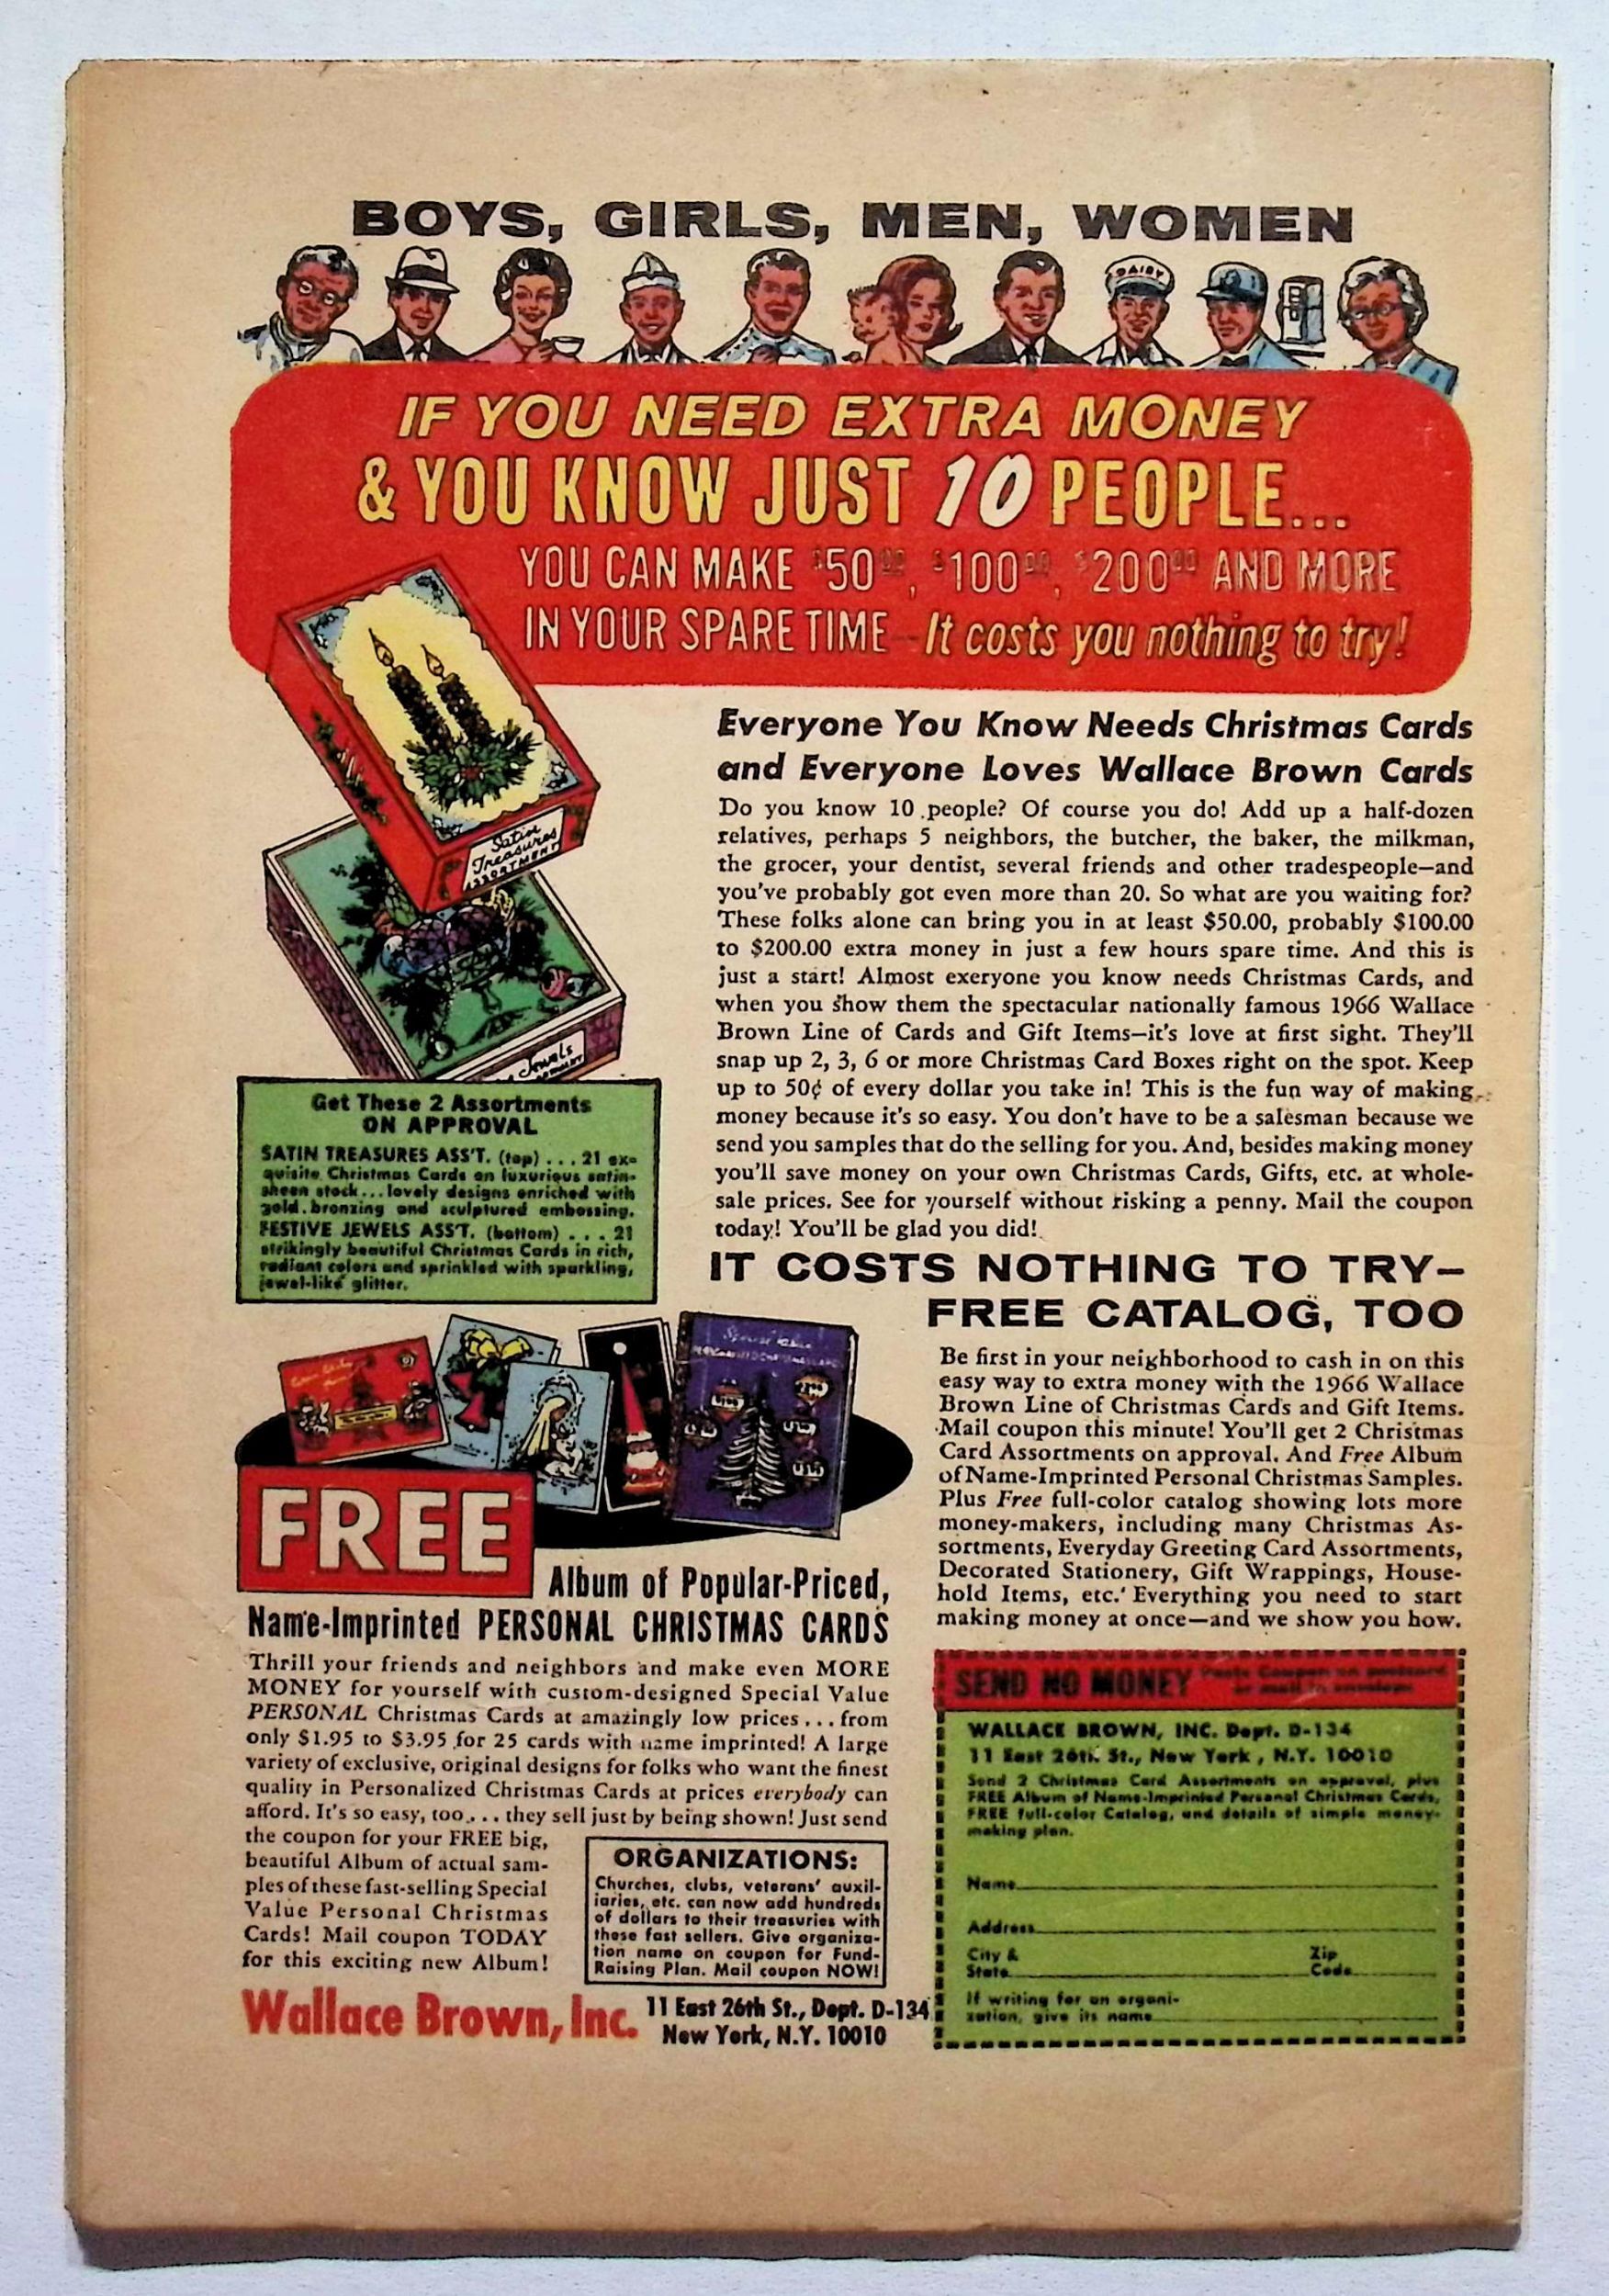 BOYS, GIRLS, MEN, WOMEN
DAIRY
IF YOU NEED EXTRA MONEY
& YOU KNOW JUST 10 PEOPLE...
YOU CAN MAKE $50.00, $100.00, $200.00 AND MORE
IN YOUR SPARE TIME - It costs you nothing to try!
Satin
Treasures
ASSORTMENT
Jewels
Everyone You Know Needs Christmas Cards
and Everyone Loves Wallace Brown Cards
Do you know 10 people? Of course you do! Add up a half-dozen
relatives, perhaps 5 neighbors, the butcher, the baker, the milkman,
the grocer, your dentist, several friends and other tradespeople—and
you've probably got even more than 20. So what are you waiting for?
These folks alone can bring you in at least $50.00, probably $100.00
to $200.00 extra money in just a few hours spare time. And this is
just a start! Almost exeryone you know needs Christmas Cards, and
when you show them the spectacular nationally famous 1966 Wallace
Brown Line of Cards and Gift Items—it's love at first sight. They'll
snap up 2, 3, 6 or more Christmas Card Boxes right on the spot. Keep
up to 50¢ of every dollar you take in! This is the fun way of making
money because it's so easy. You don't have to be a salesman because we
send you samples that do the selling for you. And, besides making money
you'll save money on your own Christmas Cards, Gifts, etc. at whole-
sale prices. See for yourself without risking a penny. Mail the coupon
today! You'll be glad you did!
Get These 2 Assortments
ON APPROVAL
SATIN TREASURES ASS'T. (top) . . . 21 ex-
quisite Christmas Cards on luxurious satin-
sheen stock...lovely designs enriched with
gold bronzing and sculptured embossing.
FESTIVE JEWELS ASS'T. (bottom) . . . 21
strikingly beautiful Christmas Cards in rich,
radiant colors and sprinkled with sparkling,
jewel-like glitter.
IT COSTS NOTHING TO TRY—
FREE CATALOG, TOO
Be first in your neighborhood to cash in on this
easy way to extra money with the 1966 Wallace
Brown Line of Christmas Cards and Gift Items.
Mail coupon this minute! You'll get 2 Christmas
Card Assortments on approval. And Free Album
of Name-Imprinted Personal Christmas Samples.
Plus Free full-color catalog showing lots more
money-makers, including many Christmas As-
sortments, Everyday Greeting Card Assortments,
Decorated Stationery, Gift Wrappings, House-
hold Items, etc. Everything you need to start
making money at once—and we show you how.
Special Value
PERSONALIZED CHRISTMAS CARDS
FREE
Album of Popular-Priced,
Name-Imprinted PERSONAL CHRISTMAS CARDS
Thrill your friends and neighbors and make even MORE
MONEY for yourself with custom-designed Special Value
PERSONAL Christmas Cards at amazingly low prices . . . from
only $1.95 to $3.95 for 25 cards with name imprinted! A large
variety of exclusive, original designs for folks who want the finest
quality in Personalized Christmas Cards at prices everybody can
afford. It's so easy, too . . . they sell just by being shown! Just send
the coupon for your FREE big,
beautiful Album of actual sam-
ples of these fast-selling Special
Value Personal Christmas
Cards! Mail coupon TODAY
for this exciting new Album!
ORGANIZATIONS:
Churches, clubs, veterans' auxil-
iaries, etc. can now add hundreds
of dollars to their treasuries with
these fast sellers. Give organiza-
tion name on coupon for Fund-
Raising Plan. Mail coupon NOW!
Wallace Brown, Inc.
11 East 26th St., Dept. D-134
New York, N.Y. 10010
SEND NO MONEY
Paste Coupon on postcard
or mail in envelope
WALLACE BROWN, INC. Dept. D-134
11 East 26th St., New York, N.Y. 10010
Send 2 Christmas Card Assortments on approval, plus
FREE Album of Name-Imprinted Personal Christmas Cards,
FREE full-color Catalog, and details of simple money-
making plan.
Name
Address
City &
State
Zip
Code
If writing for an organi-
zation, give its name